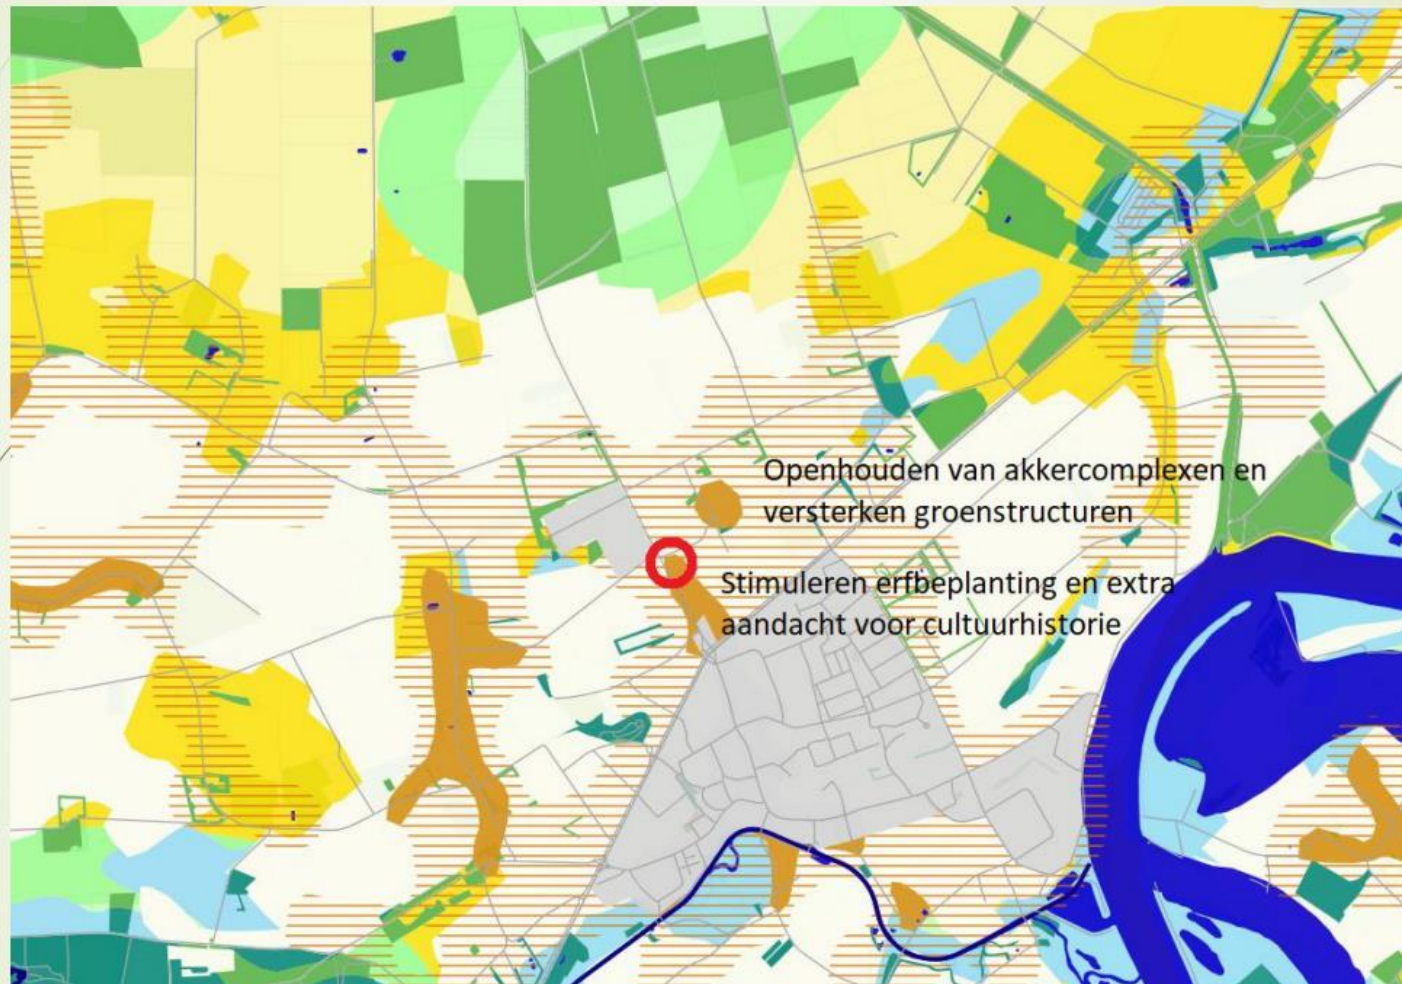 Openhouden van akkercomplexen en
versterken groenstructuren
Stimuleren erfbeplanting en extra
aandacht voor cultuurhistorie